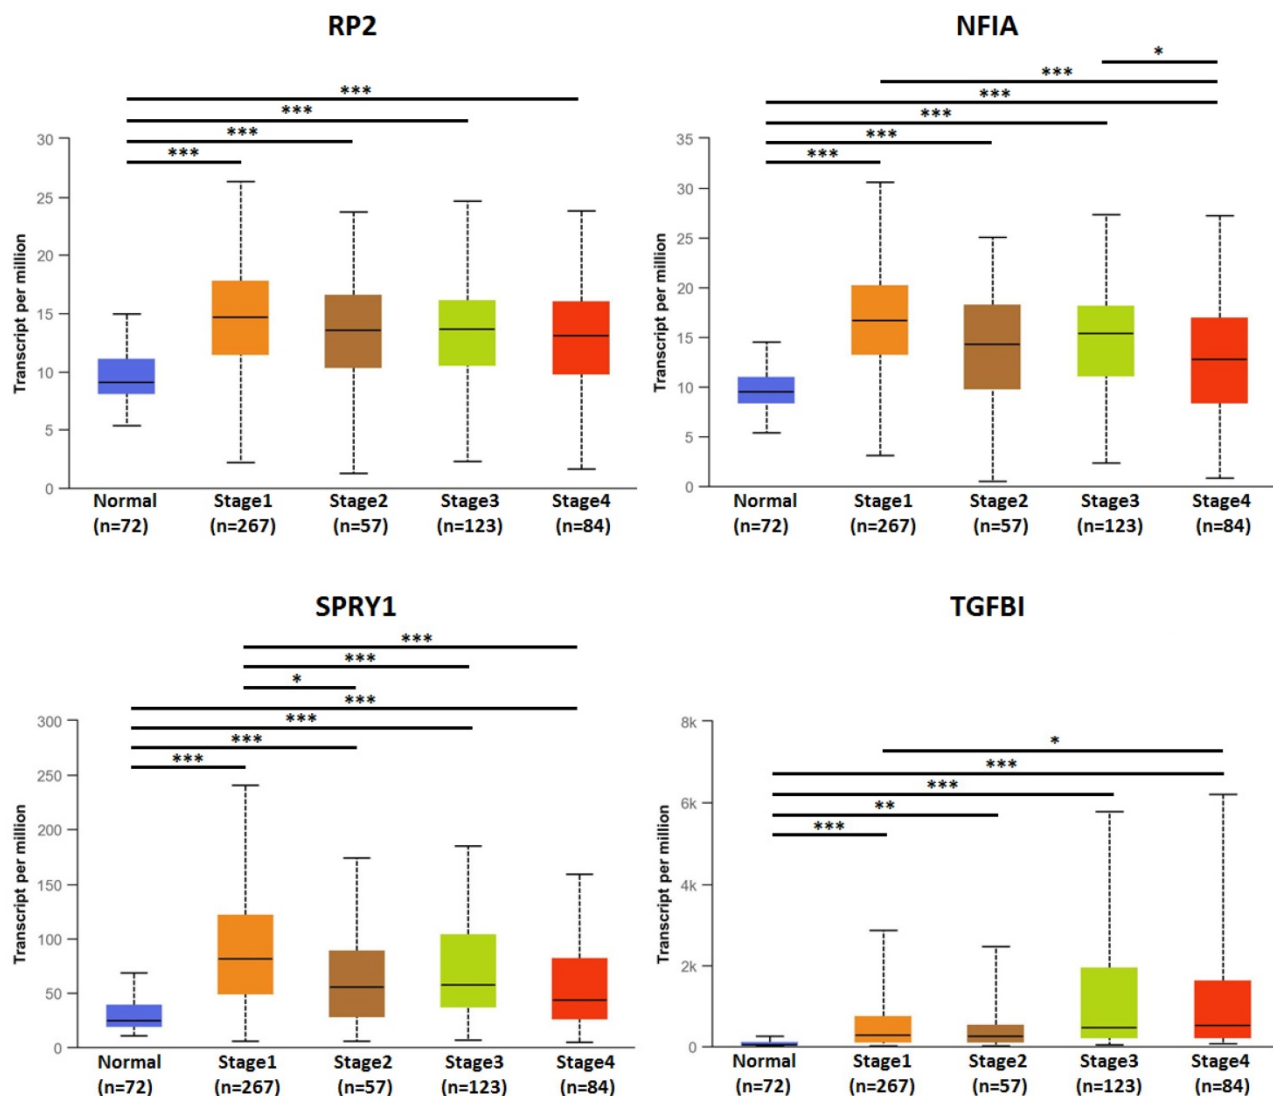 RP2
***
***
***
***
30
25
20
15
10
5
0
Transcript per million
Normal Stage1 Stage2 Stage3 Stage4
(n=72) (n=267) (n=57) (n=123) (n=84)
NFIA
*
***
***
***
***
***
35
30
25
20
15
10
5
0
Transcript per million
Normal Stage1 Stage2 Stage3 Stage4
(n=72) (n=267) (n=57) (n=123) (n=84)
SPRY1
***
***
*
***
***
***
***
300
250
200
150
100
50
0
Transcript per million
Normal Stage1 Stage2 Stage3 Stage4
(n=72) (n=267) (n=57) (n=123) (n=84)
TGFBI
*
***
***
**
***
8k
6k
4k
2k
0
Transcript per million
Normal Stage1 Stage2 Stage3 Stage4
(n=72) (n=267) (n=57) (n=123) (n=84)